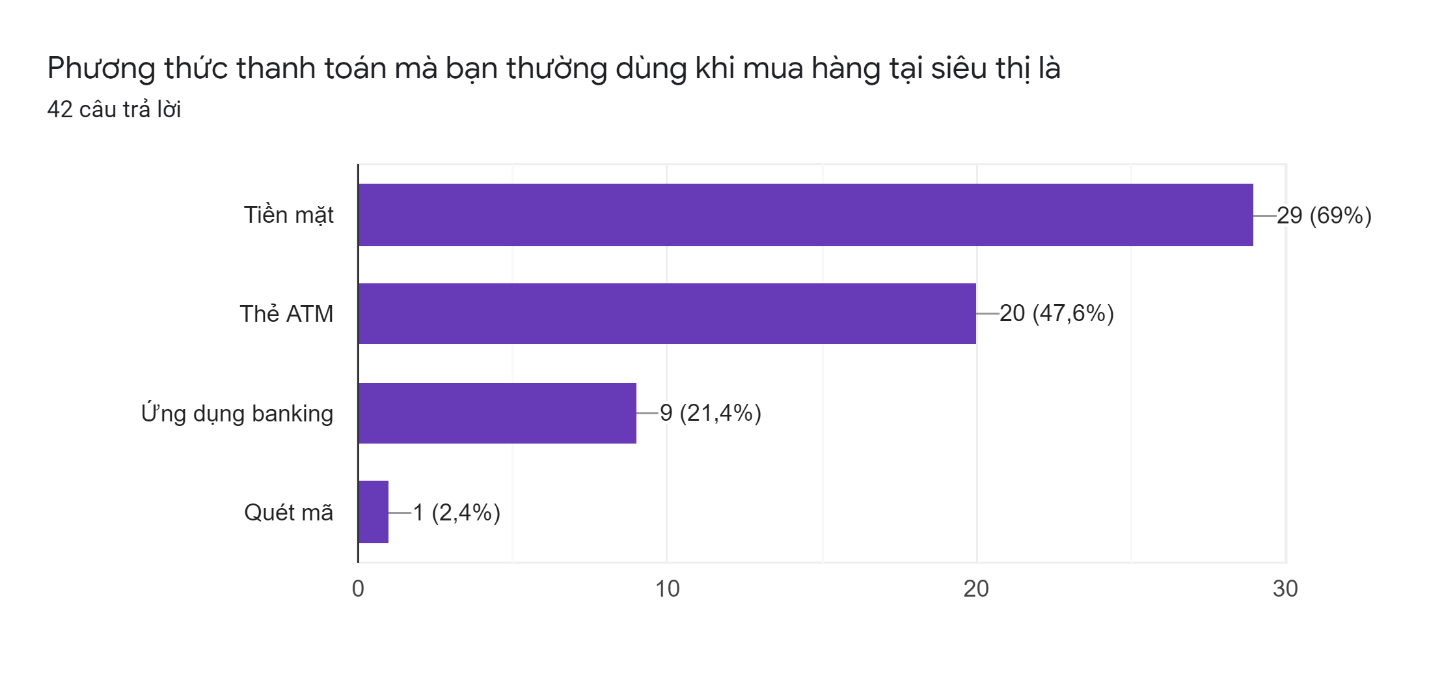 Phương thức thanh toán mà bạn thường dùng khi mua hàng tại siêu thị là
42 câu trả lời
Tiền mặt
29 (69%)
Thẻ ATM
20 (47,6%)
Ứng dụng banking
9 (21,4%)
Quét mã
1 (2,4%)
0
10
20
30